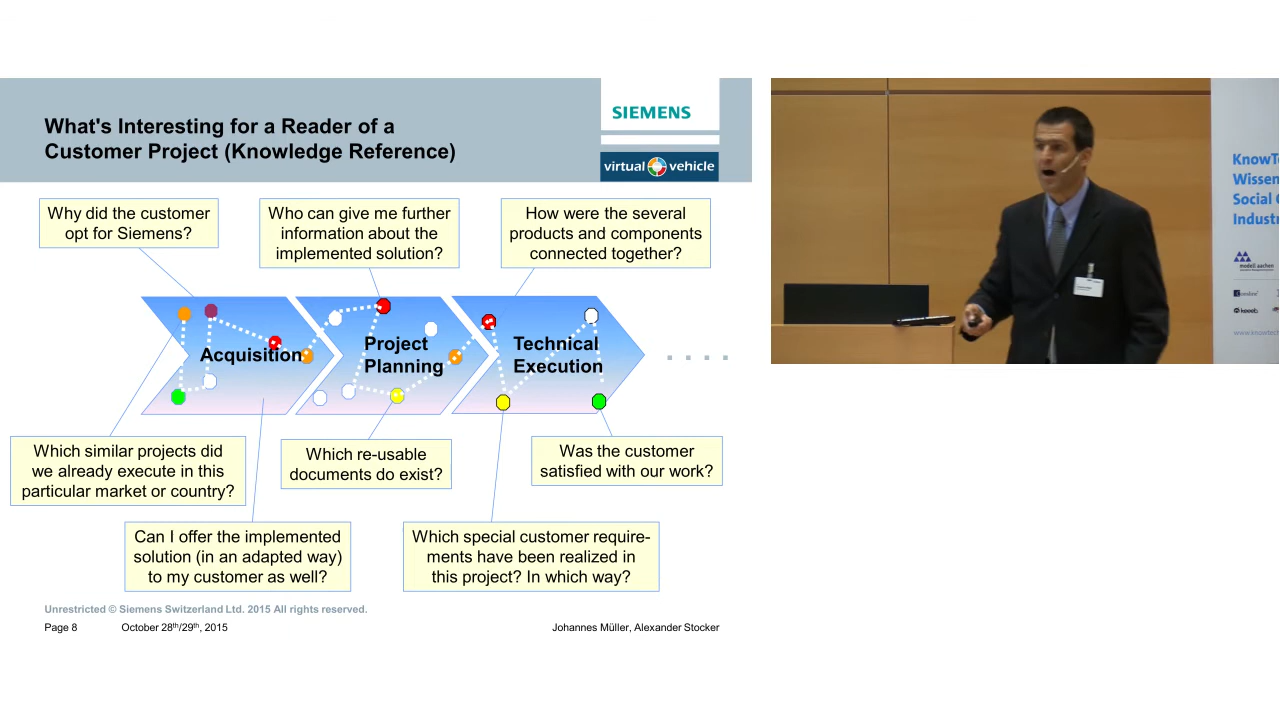 What's Interesting for a Reader of a
Customer Project (Knowledge Reference)
SIEMENS
virtual vehicle
Why did the customer
opt for Siemens?
Who can give me further
information about the
implemented solution?
How were the several
products and components
connected together?
Acquisition
Project
Planning
Technical
Execution
Which similar projects did
we already execute in this
particular market or country?
Which re-usable
documents do exist?
Was the customer
satisfied with our work?
Can I offer the implemented
solution (in an adapted way)
to my customer as well?
Which special customer require-
ments have been realized in
this project? In which way?
Unrestricted © Siemens Switzerland Ltd. 2015 All rights reserved.
Page 8
October 28th/29th, 2015
Johannes Müller, Alexander Stocker
KnowT
Wissen
Social
Industr
modell aachen